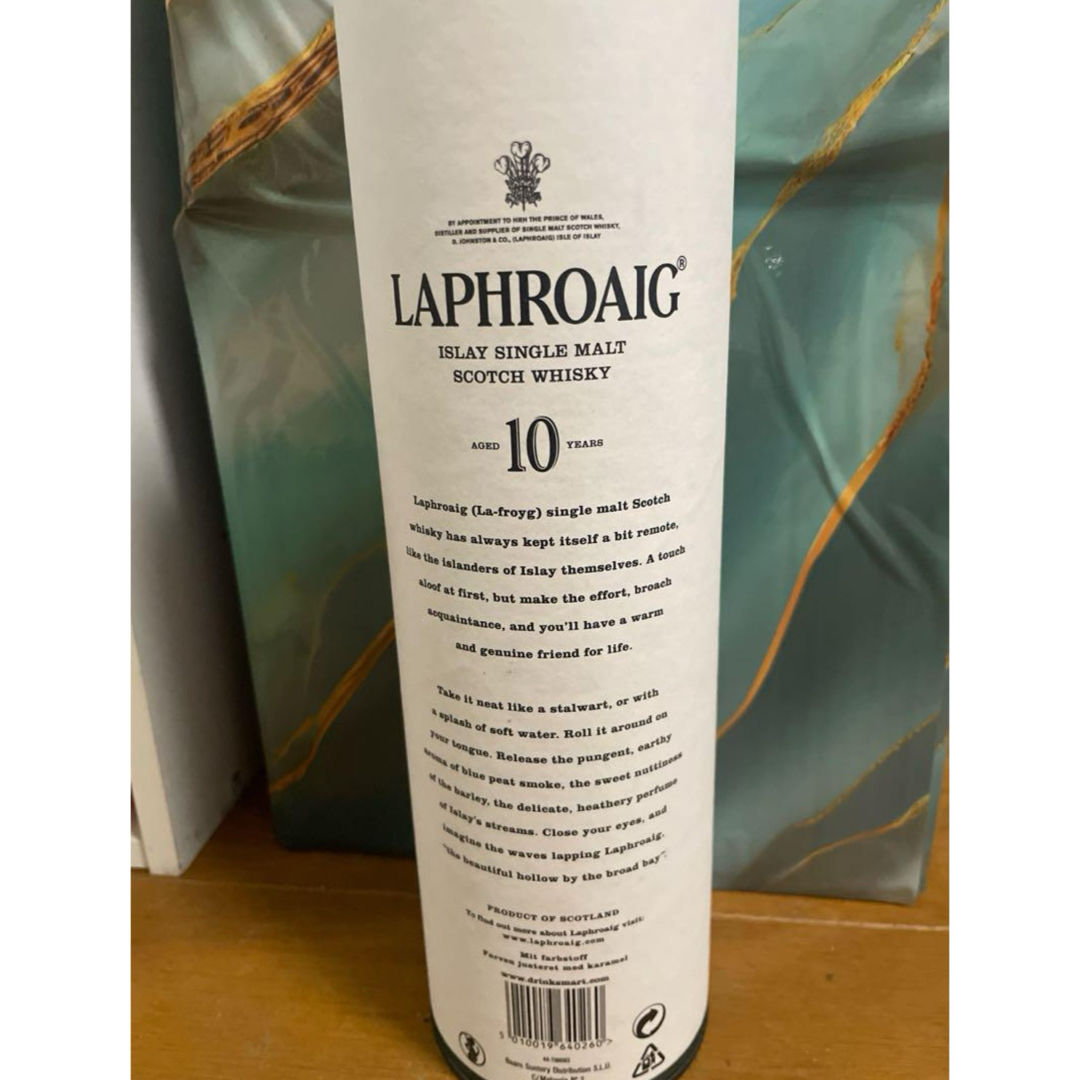 BY APPOINTMENT TO HRH THE PRINCE OF WALES,
DISTILLER AND SUPPLIER OF SINGLE MALT SCOTCH WHISKY,
D. JOHNSTON & CO., (LAPHROAIG) ISLE OF ISLAY
LAPHROAIG®
ISLAY SINGLE MALT
SCOTCH WHISKY
AGED 10 YEARS
Laphroaig (La-froyg) single malt Scotch
whisky has always kept itself a bit remote,
like the islanders of Islay themselves. A touch
aloof at first, but make the effort, broach
acquaintance, and you'll have a warm
and genuine friend for life.
Take it neat like a stalwart, or with
a splash of soft water. Roll it around on
your tongue. Release the pungent, earthy
aroma of blue peat smoke, the sweet nuttiness
of the barley, the delicate, heathery perfume
of Islay's streams. Close your eyes, and
imagine the waves lapping Laphroaig,
"the beautiful hollow by the broad bay".
PRODUCT OF SCOTLAND
To find out more about Laphroaig visit:
www.laphroaig.com
Mit farbstoff
Farven justeret med karamel
www.drinksmart.com
5 010019 640260 >
Beam Suntory Distribution S.L.U.